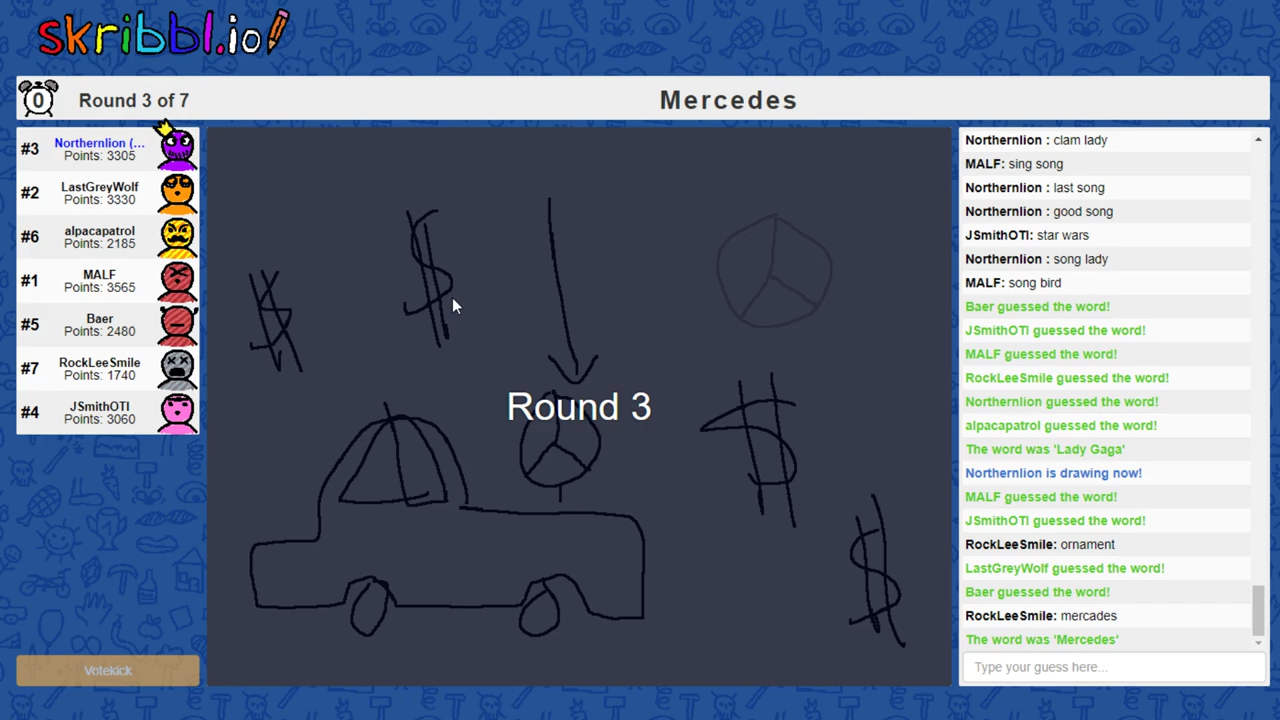 skribbl.io
0
Round 3 of 7
Mercedes
#3
Northernlion (...
Points: 3305
#2
LastGreyWolf
Points: 3330
#6
alpacapatrol
Points: 2185
#1
MALF
Points: 3565
#5
Baer
Points: 2480
#7
RockLeeSmile
Points: 1740
#4
JSmithOTI
Points: 3060
Votekick
$
$
$
$
Round 3
Northernlion : clam lady
MALF: sing song
Northernlion : last song
Northernlion : good song
JSmithOTI: star wars
Northernlion : song lady
MALF: song bird
Baer guessed the word!
JSmithOTI guessed the word!
MALF guessed the word!
RockLeeSmile guessed the word!
Northernlion guessed the word!
alpacapatrol guessed the word!
The word was 'Lady Gaga'
Northernlion is drawing now!
MALF guessed the word!
JSmithOTI guessed the word!
RockLeeSmile: ornament
LastGreyWolf guessed the word!
Baer guessed the word!
RockLeeSmile: mercades
The word was 'Mercedes'
Type your guess here...